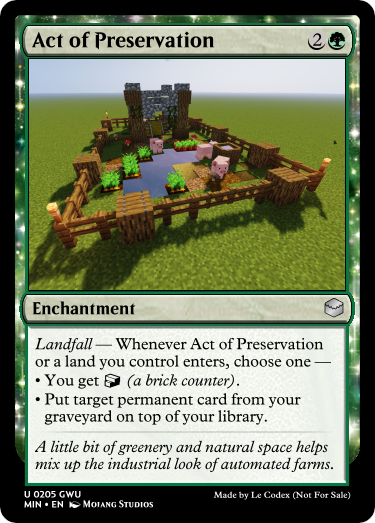 Act of Preservation 2
Enchantment
Landfall — Whenever Act of Preservation
or a land you control enters, choose one —
• You get (a brick counter).
• Put target permanent card from your
graveyard on top of your library.
A little bit of greenery and natural space helps
mix up the industrial look of automated farms.
U 0205 GWU
MIN • EN Mojang Studios
Made by Le Codex (Not For Sale)